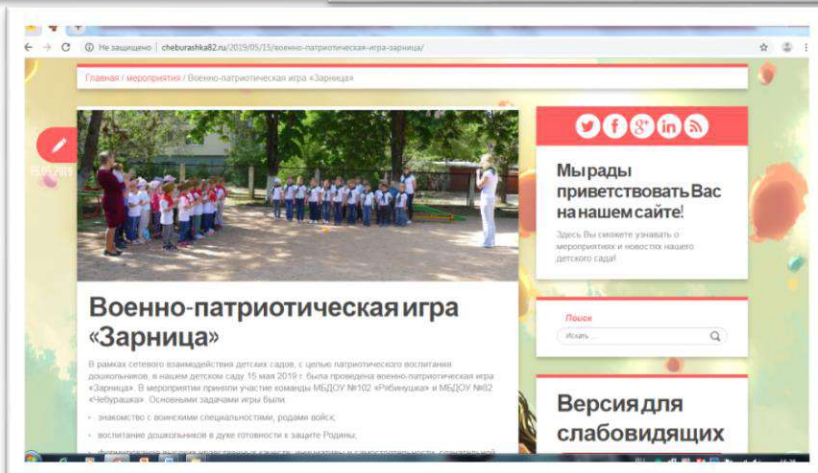 Не защищено | cheburashka82.ru/2019/05/15/военно-патриотическая-игра-зарница/
Главная / мероприятия / Военно-патриотическая игра «Зарница»
Военно-патриотическая игра
«Зарница»
В рамках сетевого взаимодействия детских садов, с целью патриотического воспитания
дошкольников, в нашем детском саду 15 мая 2019 г. была проведена военно-патриотическая игра
«Зарница». В мероприятии приняли участие команды МБДОУ №102 «Рябинушка» и МБДОУ №82
«Чебурашка». Основными задачами игры были:
знакомство с воинскими специальностями, родами войск;
воспитание дошкольников в духе готовности к защите Родины;
Мы рады
приветствовать Вас
на нашем сайте!
Здесь Вы сможете узнавать о
мероприятиях и новостях нашего
детского сада!
Поиск
Искать …
Версия для
слабовидящих